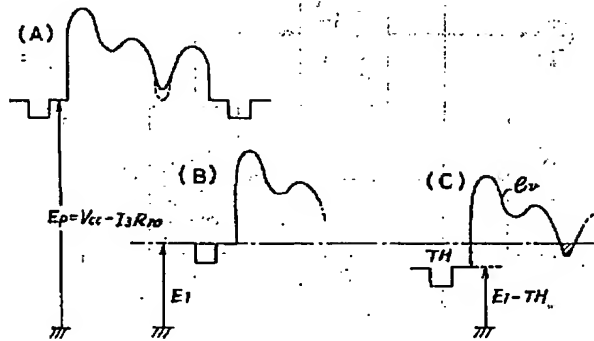 (A)
(B)
(C)
ev
Ep=Vcc-I3R10
TH
E1
E1-TH